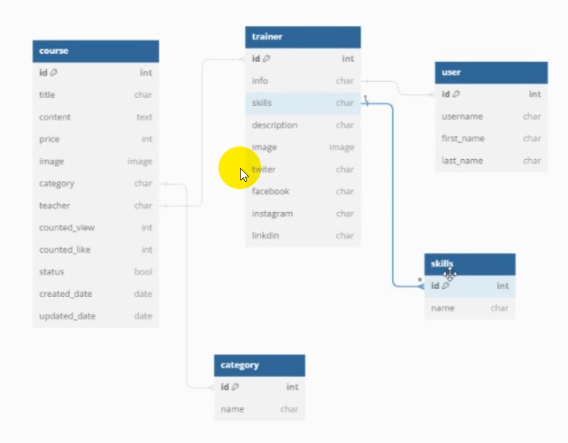 course
id int
title char
content text
price int
image image
category char
teacher char
counted_view int
counted_like int
status bool
created_date date
updated_date date
trainer
id int
info char
skills char
description char
image image
twiter char
facebook char
instagram char
linkdin char
user
id int
username char
first_name char
last_name char
skills
id int
name char
category
id int
name char
1
*